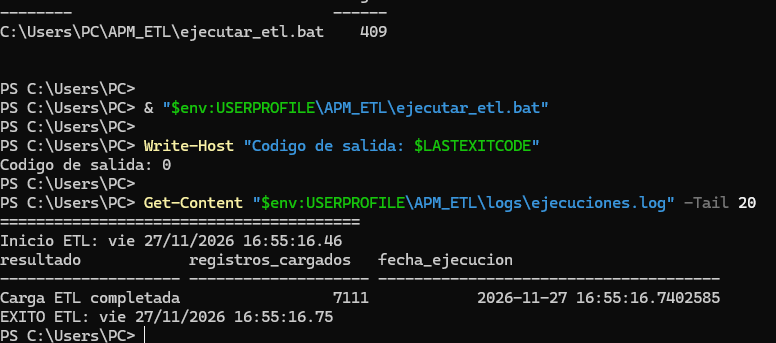 --------                          ------
C:\Users\PC\APM_ETL\ejecutar_etl.bat    409
PS C:\Users\PC>
PS C:\Users\PC> & "$env:USERPROFILE\APM_ETL\ejecutar_etl.bat"
PS C:\Users\PC>
PS C:\Users\PC> Write-Host "Codigo de salida: $LASTEXITCODE"
Codigo de salida: 0
PS C:\Users\PC>
PS C:\Users\PC> Get-Content "$env:USERPROFILE\APM_ETL\logs\ejecuciones.log" -Tail 20
========================================
Inicio ETL: vie 27/11/2026 16:55:16.46
resultado            registros_cargados   fecha_ejecucion
-------------------- -------------------- --------------------------------------
Carga ETL completada                 7111            2026-11-27 16:55:16.7402585
EXITO ETL: vie 27/11/2026 16:55:16.75
PS C:\Users\PC>